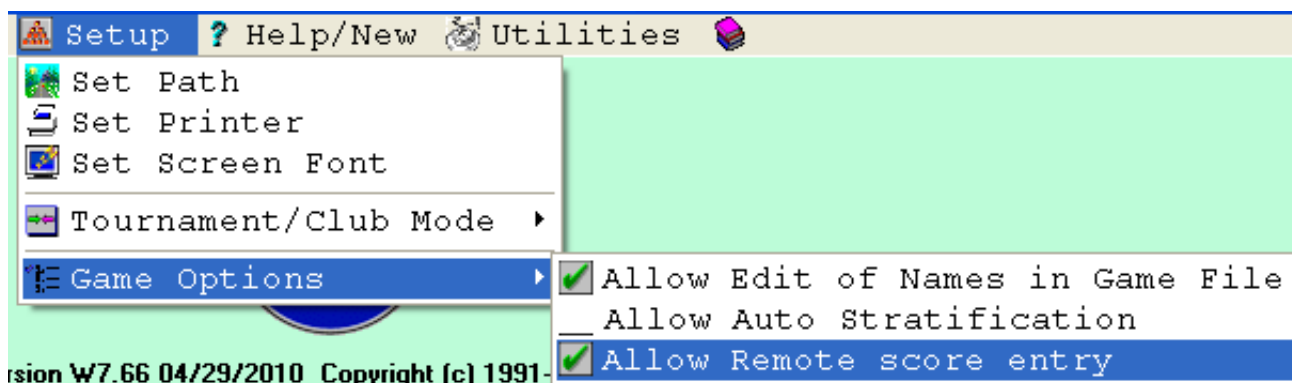 Setup ? Help/New Utilities
Set Path
Set Printer
Set Screen Font
Tournament/Club Mode
Game Options
Allow Edit of Names in Game File
Allow Auto Stratification
Allow Remote score entry
rsion W7.66 04/29/2010 Copyright (c) 1991-